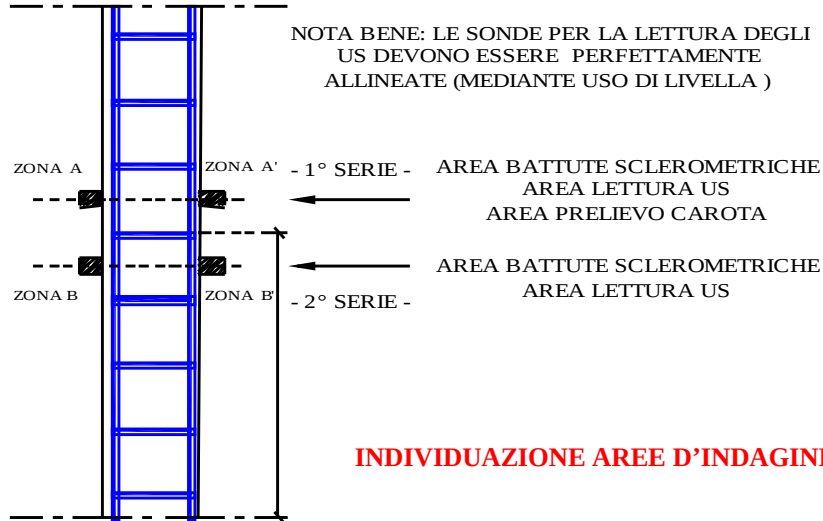 NOTA BENE: LE SONDE PER LA LETTURA DEGLI
US DEVONO ESSERE PERFETTAMENTE
ALLINEATE (MEDIANTE USO DI LIVELLA )
ZONA A
ZONA A'
- 1° SERIE -
AREA BATTUTE SCLEROMETRICHE
AREA LETTURA US
AREA PRELIEVO CAROTA
ZONA B
ZONA B'
- 2° SERIE -
AREA BATTUTE SCLEROMETRICHE
AREA LETTURA US
INDIVIDUAZIONE AREE D’INDAGINE